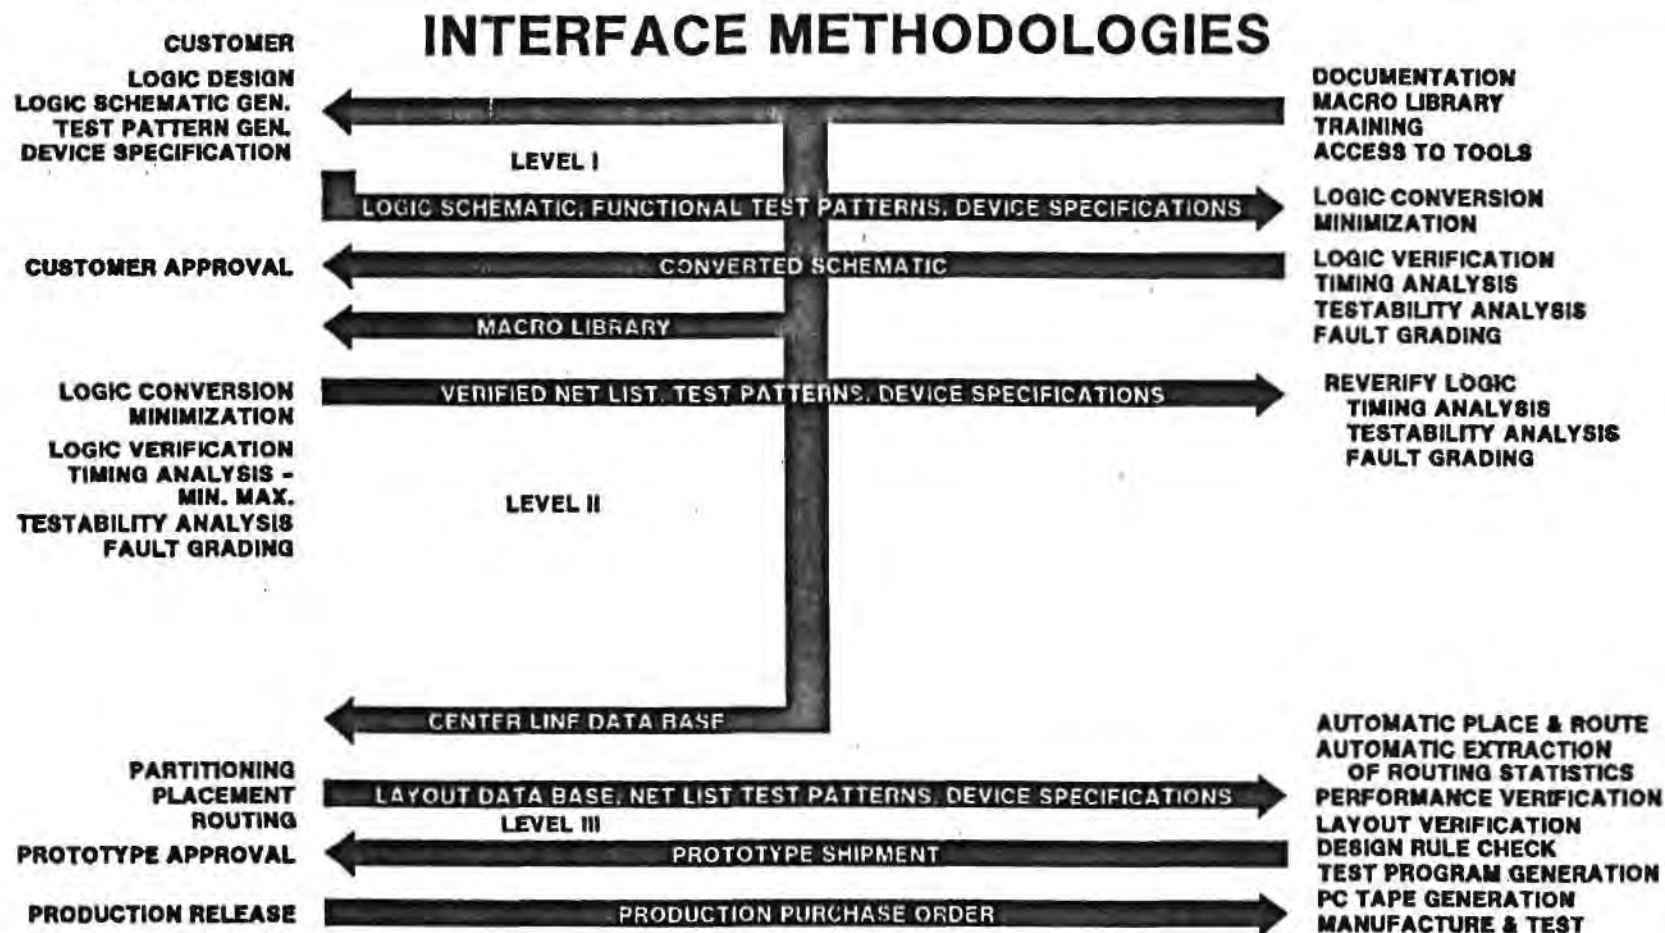 INTERFACE METHODOLOGIES
CUSTOMER
LOGIC DESIGN
LOGIC SCHEMATIC GEN.
TEST PATTERN GEN.
DEVICE SPECIFICATION
DOCUMENTATION
MACRO LIBRARY
TRAINING
ACCESS TO TOOLS
LEVEL I
LOGIC SCHEMATIC, FUNCTIONAL TEST PATTERNS, DEVICE SPECIFICATIONS
LOGIC CONVERSION
MINIMIZATION
CUSTOMER APPROVAL
CONVERTED SCHEMATIC
LOGIC VERIFICATION
TIMING ANALYSIS
TESTABILITY ANALYSIS
FAULT GRADING
MACRO LIBRARY
LOGIC CONVERSION
MINIMIZATION
LOGIC VERIFICATION
TIMING ANALYSIS -
MIN. MAX.
TESTABILITY ANALYSIS
FAULT GRADING
VERIFIED NET LIST, TEST PATTERNS, DEVICE SPECIFICATIONS
REVERIFY LOGIC
TIMING ANALYSIS
TESTABILITY ANALYSIS
FAULT GRADING
LEVEL II
CENTER LINE DATA BASE
PARTITIONING
PLACEMENT
ROUTING
LAYOUT DATA BASE, NET LIST TEST PATTERNS, DEVICE SPECIFICATIONS
LEVEL III
AUTOMATIC PLACE & ROUTE
AUTOMATIC EXTRACTION
OF ROUTING STATISTICS
PERFORMANCE VERIFICATION
LAYOUT VERIFICATION
DESIGN RULE CHECK
TEST PROGRAM GENERATION
PC TAPE GENERATION
MANUFACTURE & TEST
PROTOTYPE APPROVAL
PROTOTYPE SHIPMENT
PRODUCTION RELEASE
PRODUCTION PURCHASE ORDER